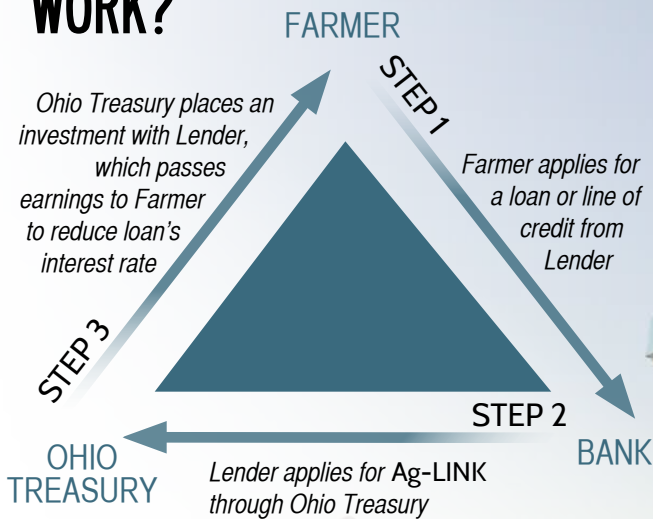 WORK?
FARMER
STEP 1
Farmer applies for
a loan or line of
credit from
Lender
BANK
STEP 2
Lender applies for Ag-LINK
through Ohio Treasury
OHIO
TREASURY
STEP 3
Ohio Treasury places an
investment with Lender,
which passes
earnings to Farmer
to reduce loan's
interest rate